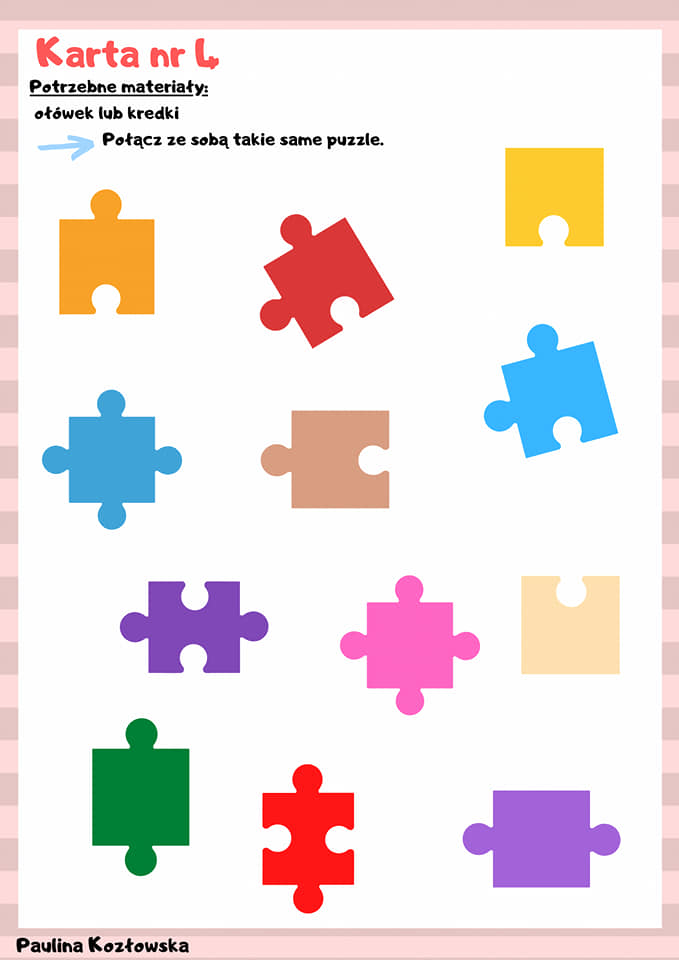 Karta nr 4
Potrzebne materiały:
ołówek lub kredki
Połącz ze sobą takie same puzzle.
Paulina Kozłowska